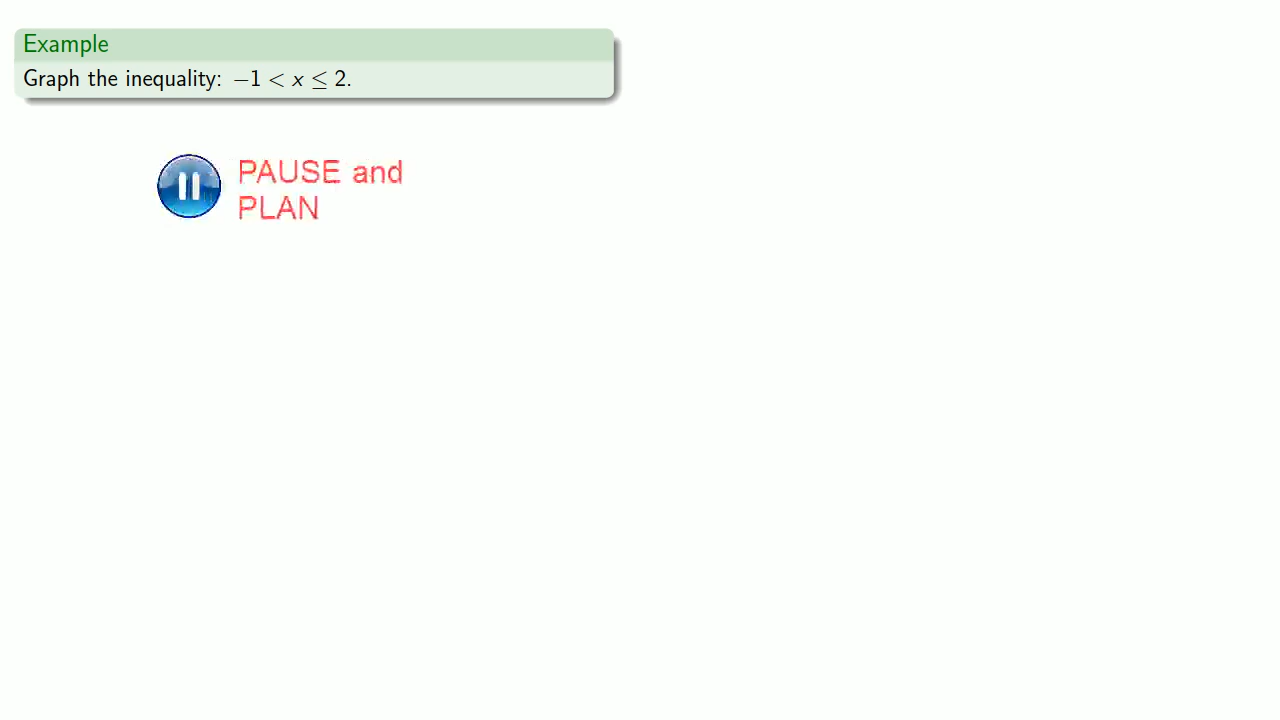 Example
Graph the inequality: −1 < x ≤ 2.
PAUSE and
PLAN